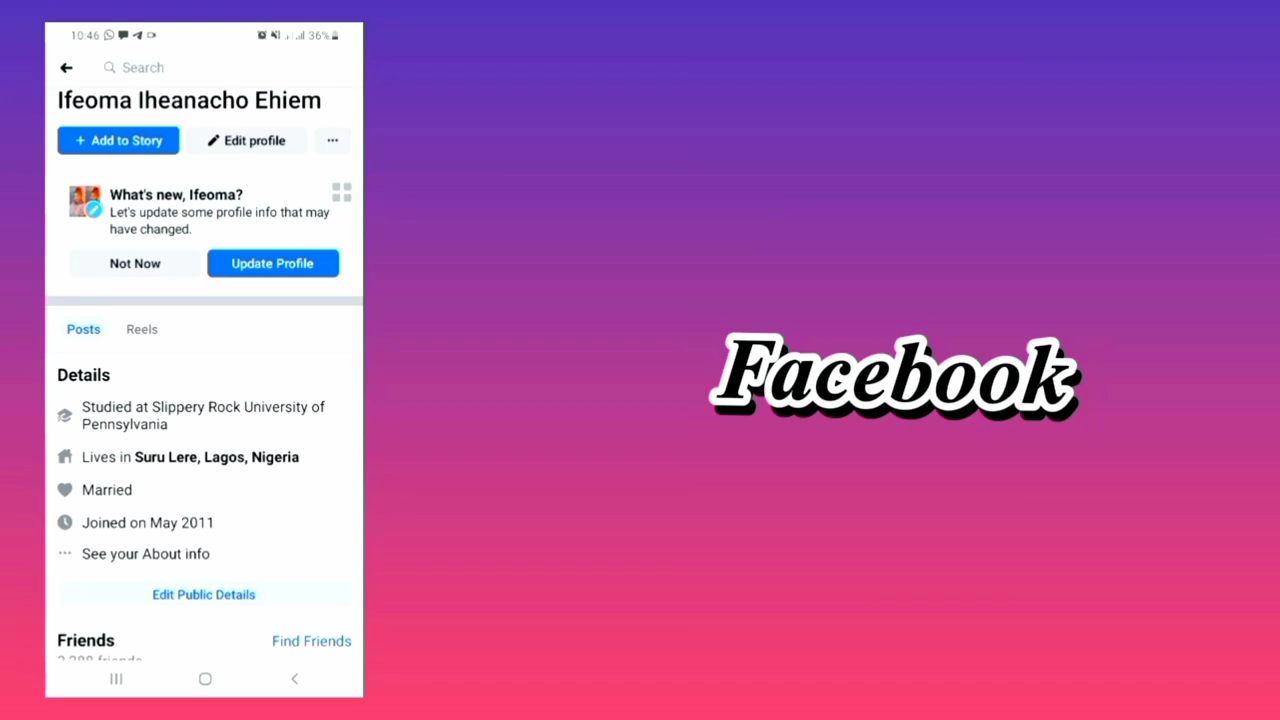 10:46
36%
Search
Ifeoma Iheanacho Ehiem
+ Add to Story
Edit profile
What's new, Ifeoma?
Let's update some profile info that may
have changed.
Not Now
Update Profile
Posts
Reels
Details
Studied at Slippery Rock University of
Pennsylvania
Lives in Suru Lere, Lagos, Nigeria
Married
Joined on May 2011
See your About info
Edit Public Details
Friends
Find Friends
Facebook